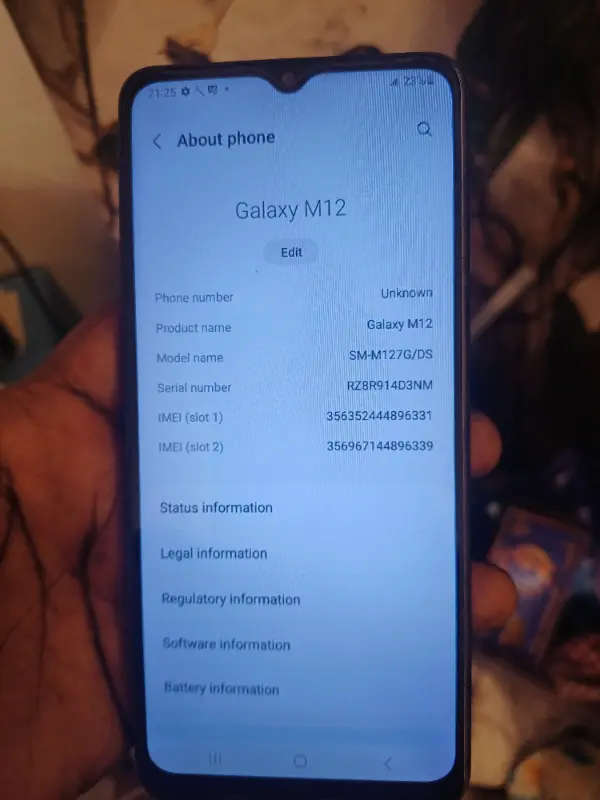 21:25
23%
About phone
Galaxy M12
Edit
Phone number Unknown
Product name Galaxy M12
Model name SM-M127G/DS
Serial number RZ8R914D3NM
IMEI (slot 1) 356352444896331
IMEI (slot 2) 356967144896339
Status information
Legal information
Regulatory information
Software information
Battery information